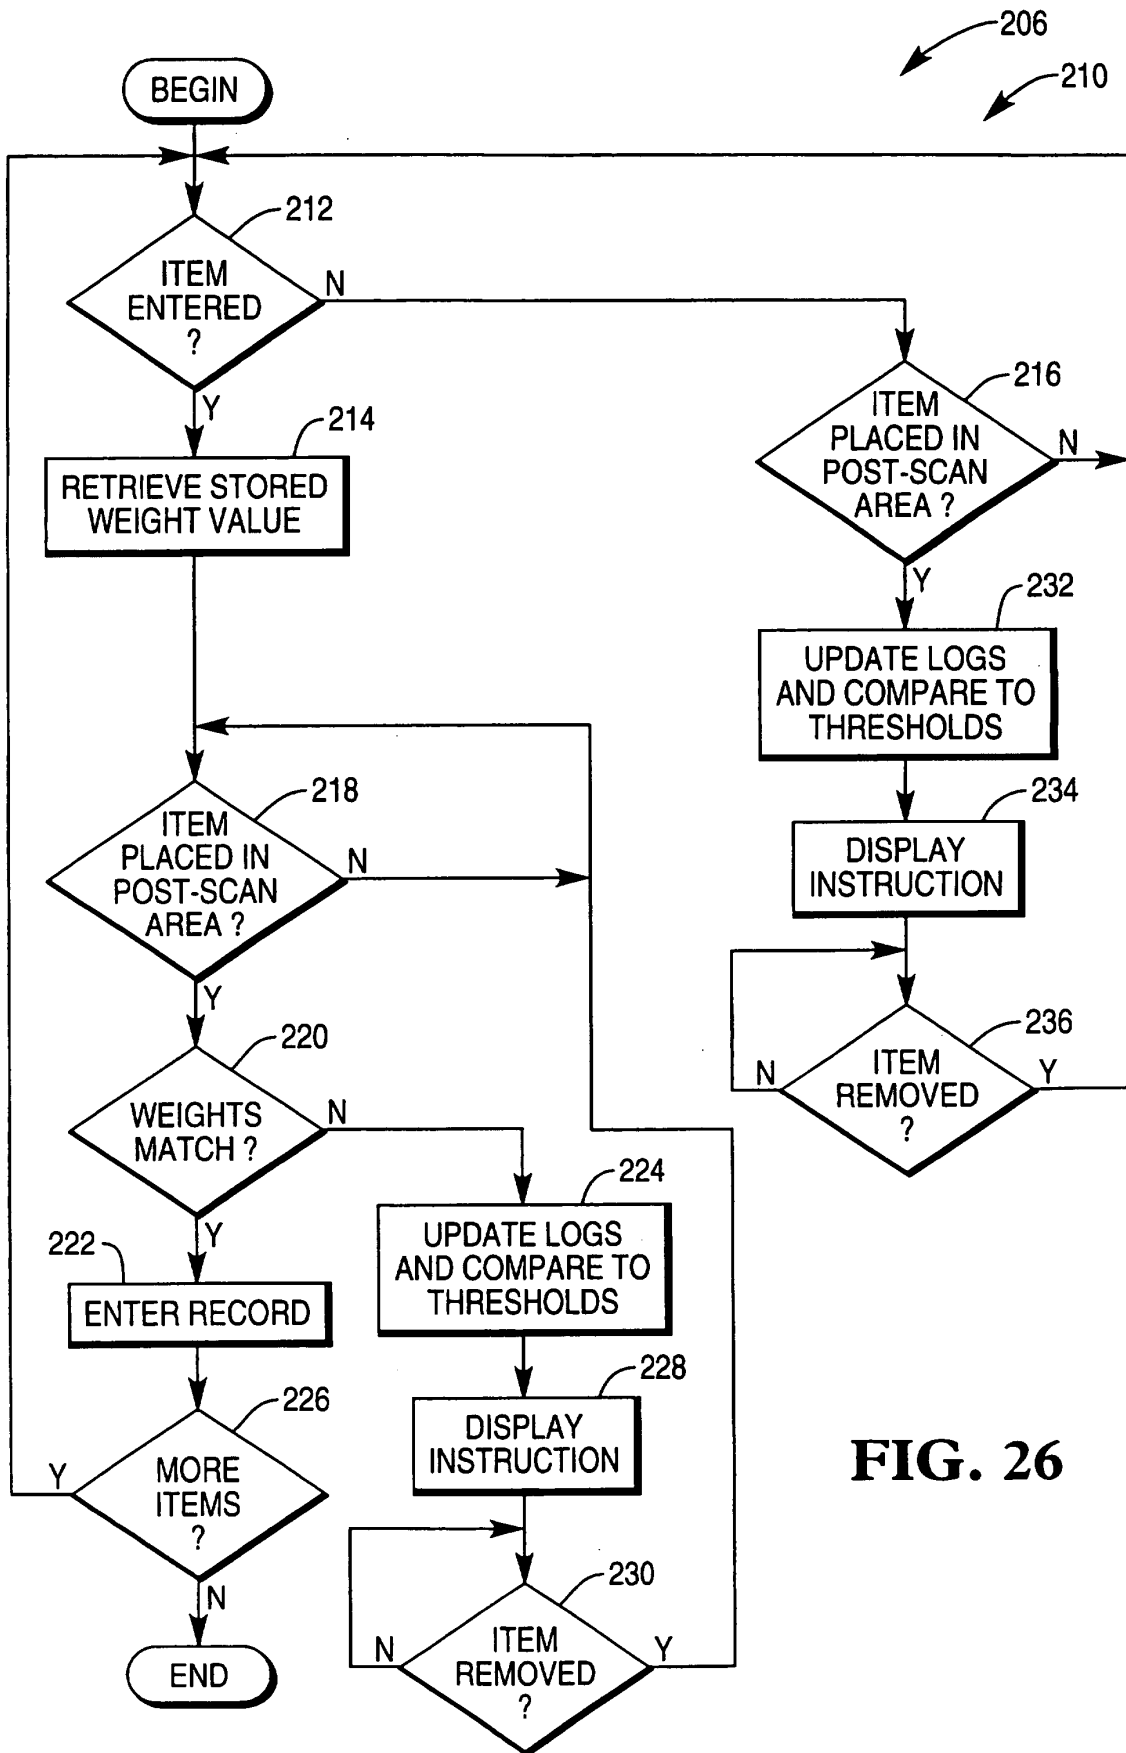 206
210
BEGIN
212
ITEM
ENTERED
?
N
Y
214
RETRIEVE STORED
WEIGHT VALUE
216
ITEM
PLACED IN
POST-SCAN
AREA ?
N
Y
232
UPDATE LOGS
AND COMPARE TO
THRESHOLDS
234
DISPLAY
INSTRUCTION
236
ITEM
REMOVED
?
N
Y
218
ITEM
PLACED IN
POST-SCAN
AREA ?
N
Y
220
WEIGHTS
MATCH ?
N
Y
222
ENTER RECORD
224
UPDATE LOGS
AND COMPARE TO
THRESHOLDS
226
MORE
ITEMS
?
Y
N
END
228
DISPLAY
INSTRUCTION
230
ITEM
REMOVED
?
N
Y
FIG. 26